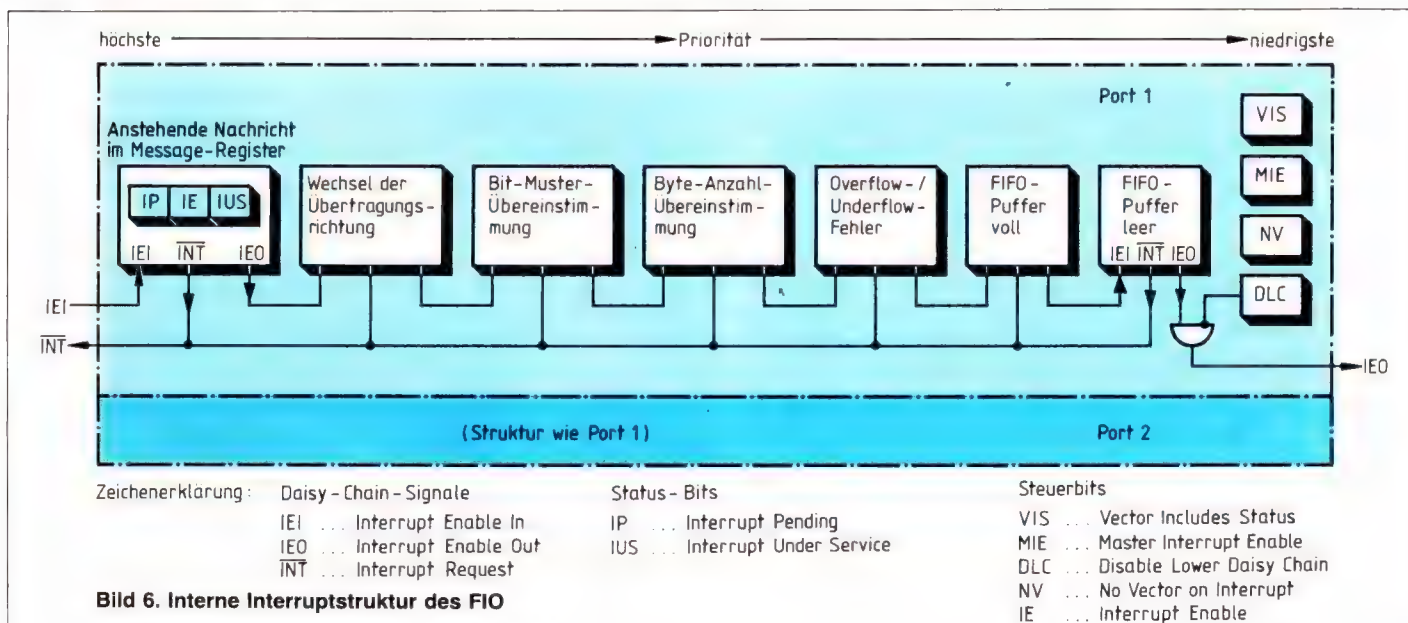 höchste Priorität niedrigste
Port 1
VIS
MIE
NV
DLC
Anstehende Nachricht
im Message-Register
IP IE IUS
IEI INT IEO
Wechsel der
Übertragungs-
richtung
Bit-Muster-
Übereinstim-
mung
Byte-Anzahl-
Übereinstim-
mung
Overflow-/
Underflow-
Fehler
FIFO-
Puffer
voll
FIFO-
Puffer
leer
IEI INT IEO
IEI
INT
IEO
(Struktur wie Port 1) Port 2
Zeichenerklärung:
Daisy-Chain-Signale
IEI ... Interrupt Enable In
IEO ... Interrupt Enable Out
INT ... Interrupt Request
Status-Bits
IP ... Interrupt Pending
IUS ... Interrupt Under Service
Steuerbits
VIS ... Vector Includes Status
MIE ... Master Interrupt Enable
DLC ... Disable Lower Daisy Chain
NV ... No Vector on Interrupt
IE ... Interrupt Enable
Bild 6. Interne Interruptstruktur des FIO